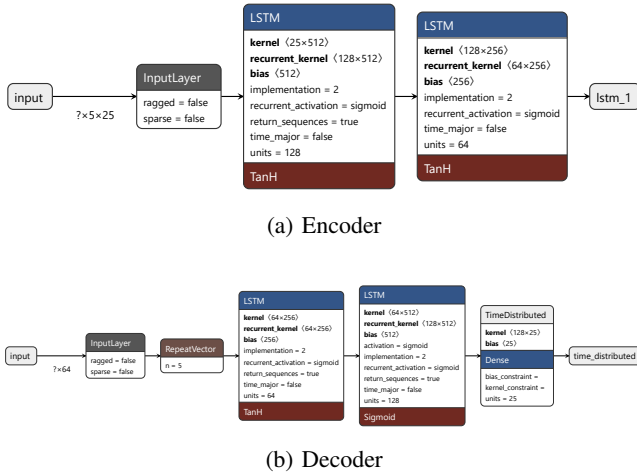 input
?×5×25
InputLayer
ragged = false
sparse = false
LSTM
kernel ⟨25×512⟩
recurrent_kernel ⟨128×512⟩
bias ⟨512⟩
implementation = 2
recurrent_activation = sigmoid
return_sequences = true
time_major = false
units = 128
TanH
LSTM
kernel ⟨128×256⟩
recurrent_kernel ⟨64×256⟩
bias ⟨256⟩
implementation = 2
recurrent_activation = sigmoid
time_major = false
units = 64
TanH
lstm_1
(a) Encoder
input
?×64
InputLayer
ragged = false
sparse = false
RepeatVector
n = 5
LSTM
kernel ⟨64×256⟩
recurrent_kernel ⟨64×256⟩
bias ⟨256⟩
implementation = 2
recurrent_activation = sigmoid
return_sequences = true
time_major = false
units = 64
TanH
LSTM
kernel ⟨64×512⟩
recurrent_kernel ⟨128×512⟩
bias ⟨512⟩
activation = sigmoid
implementation = 2
recurrent_activation = sigmoid
return_sequences = true
time_major = false
units = 128
Sigmoid
TimeDistributed
kernel ⟨128×25⟩
bias ⟨25⟩
Dense
bias_constraint =
kernel_constraint =
units = 25
time_distributed
(b) Decoder